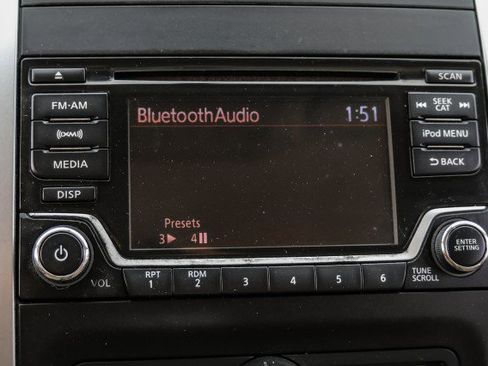 SCAN
FM·AM
BluetoothAudio 1:51
SEEK
CAT
(XM)
iPod MENU
MEDIA
BACK
DISP
Presets
3 4
ENTER
SETTING
VOL
RPT
1
RDM
2
3
4
5
6
TUNE
SCROLL